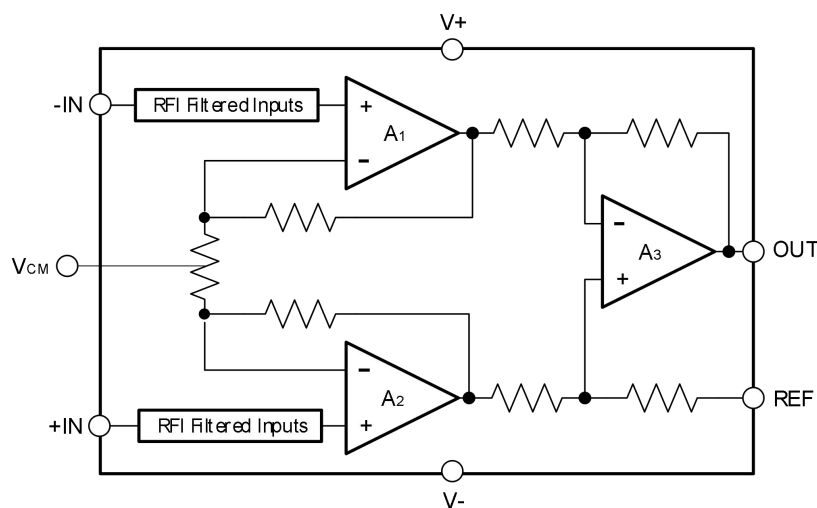 V+
-IN
RFI Filtered Inputs
+
A1
-
VCM
-
A3
+
OUT
-
A2
+
+IN
RFI Filtered Inputs
REF
V-